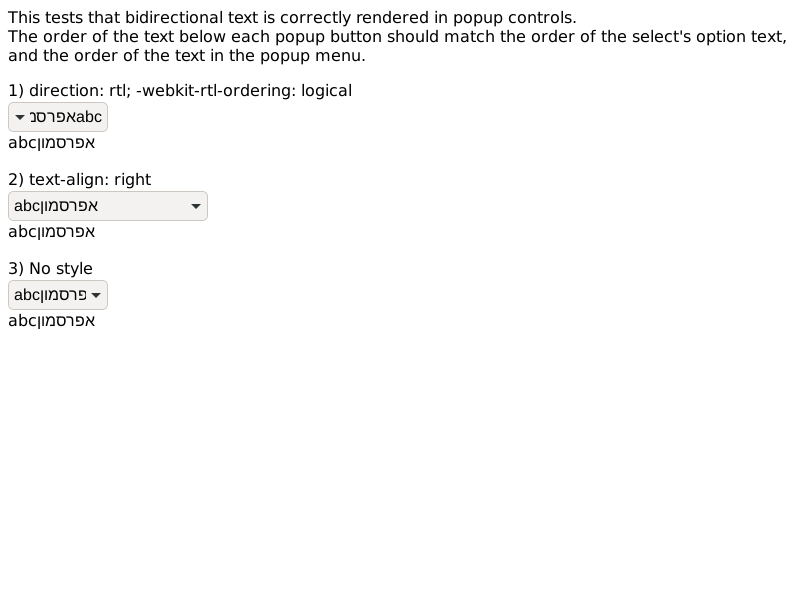 This tests that bidirectional text is correctly rendered in popup controls.
The order of the text below each popup button should match the order of the select's option text,
and the order of the text in the popup menu.
1) direction: rtl; -webkit-rtl-ordering: logical
abcאפרסמ
abcאפרסמון
2) text-align: right
abcאפרסמון
abcאפרסמון
3) No style
abcפרסמון
abcאפרסמון